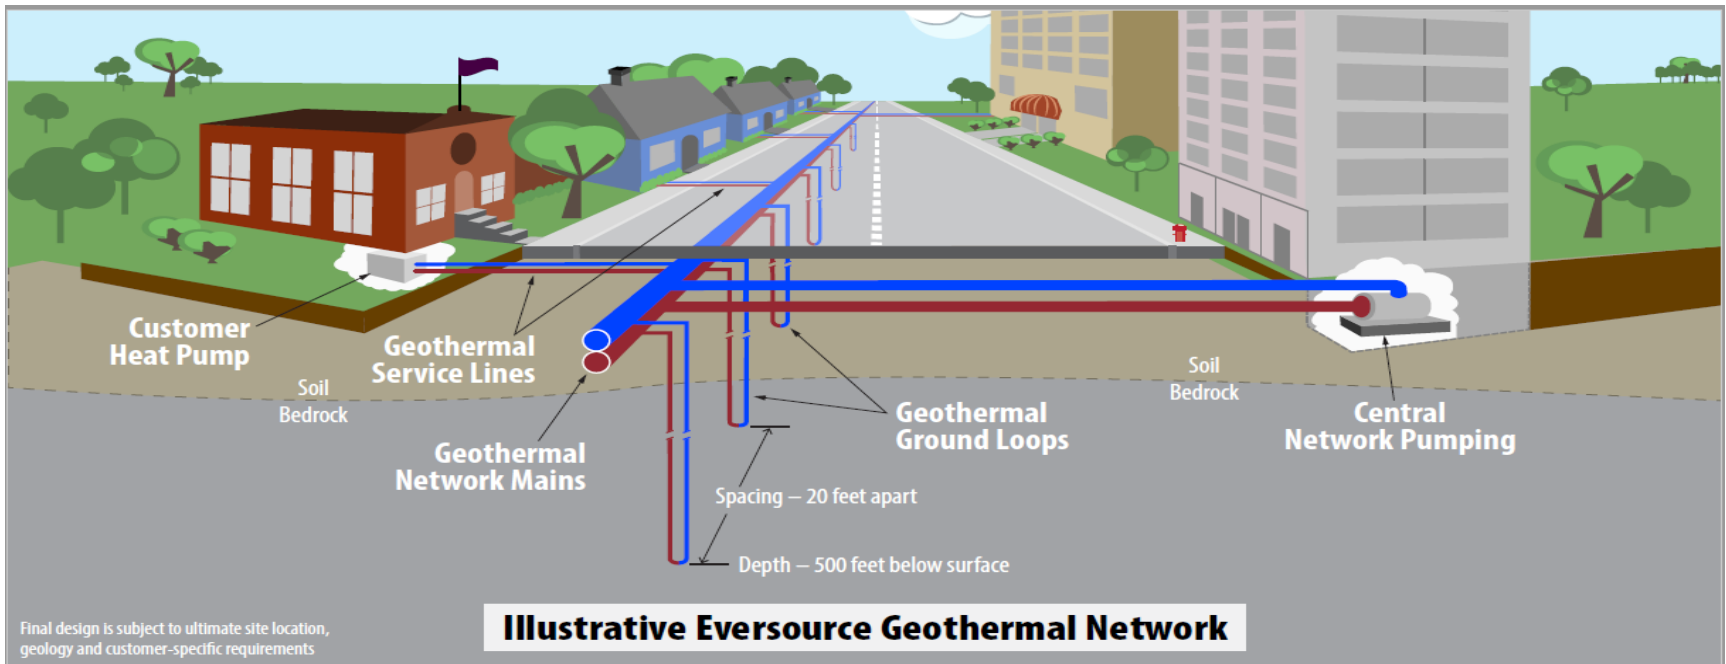 Customer
Heat Pump
Geothermal
Service Lines
Soil
Bedrock
Geothermal
Network Mains
Geothermal
Ground Loops
Soil
Bedrock
Central
Network Pumping
Spacing – 20 feet apart
Depth – 500 feet below surface
Illustrative Eversource Geothermal Network
Final design is subject to ultimate site location,
geology and customer-specific requirements